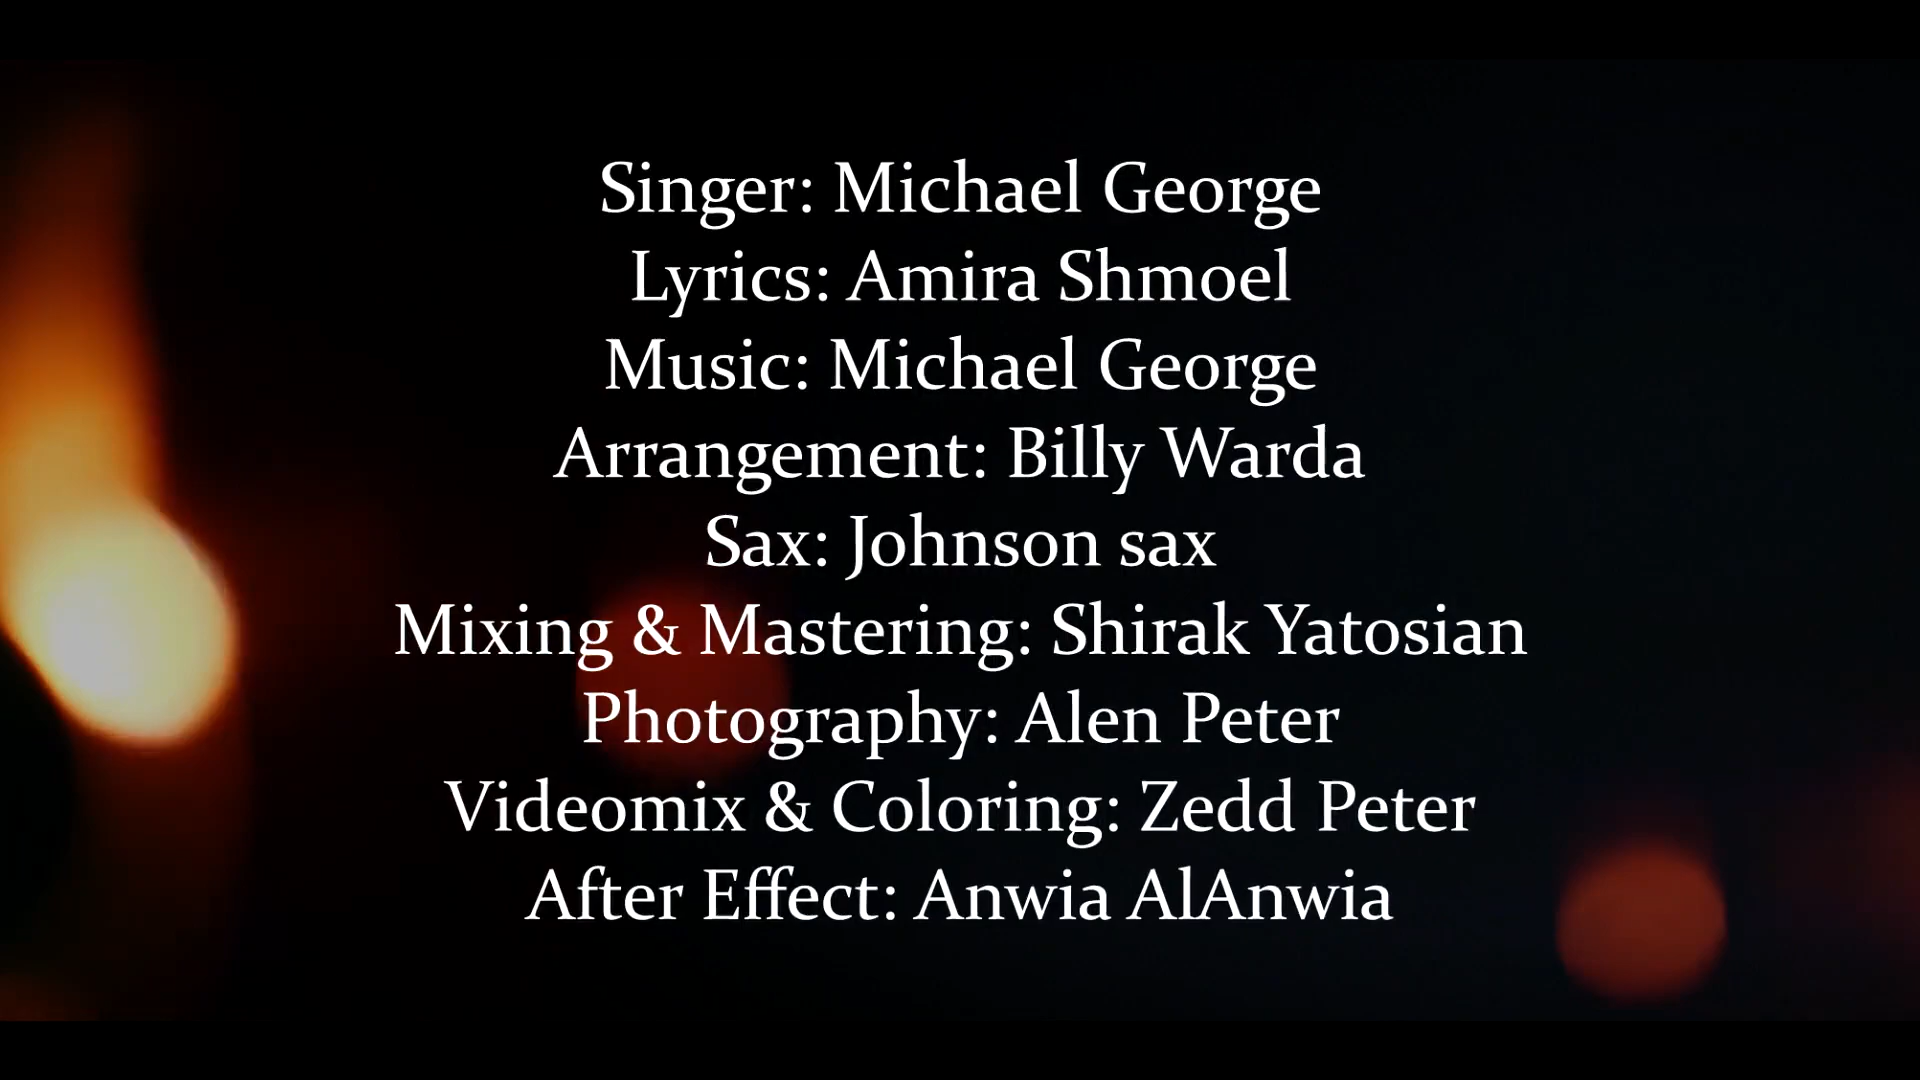 Singer: Michael George
Lyrics: Amira Shmoel
Music: Michael George
Arrangement: Billy Warda
Sax: Johnson sax
Mixing & Mastering: Shirak Yatosian
Photography: Alen Peter
Videomix & Coloring: Zedd Peter
After Effect: Anwia AlAnwia